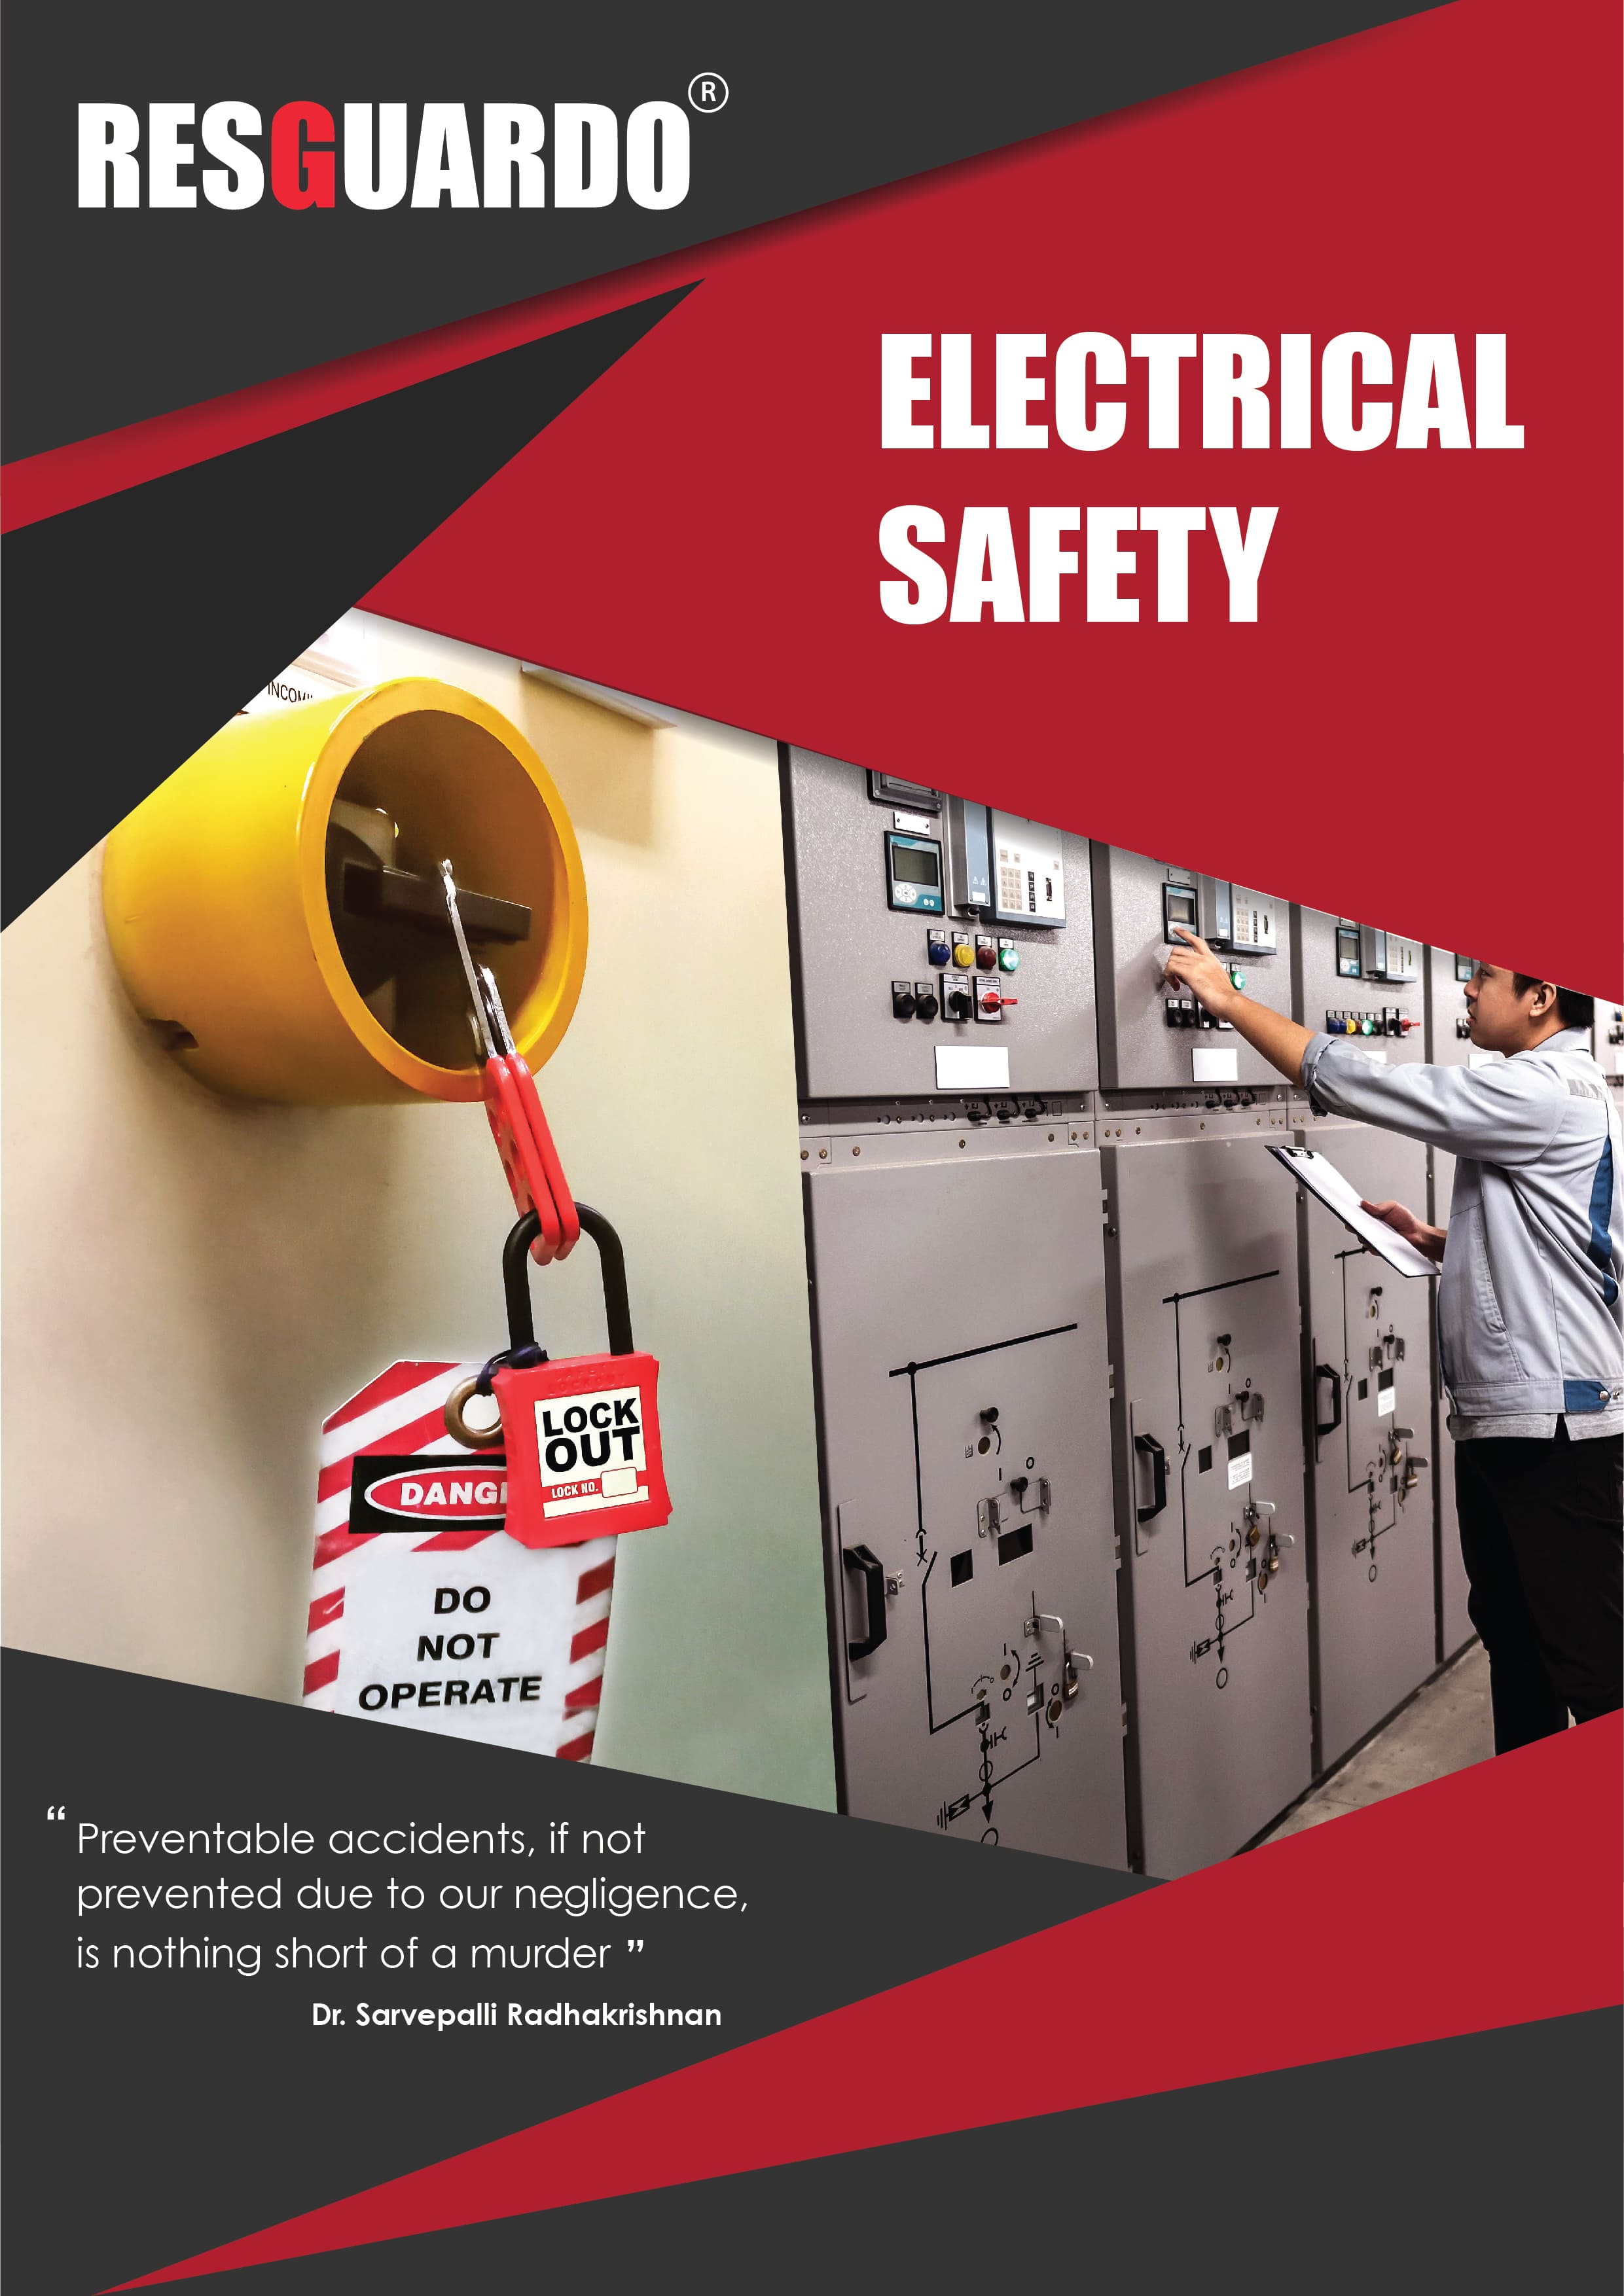 RESGUARDO®
ELECTRICAL
SAFETY
LOCK
OUT
LOCK NO.
DO
NOT
OPERATE
“ Preventable accidents, if not
prevented due to our negligence,
is nothing short of a murder ”
Dr. Sarvepalli Radhakrishnan